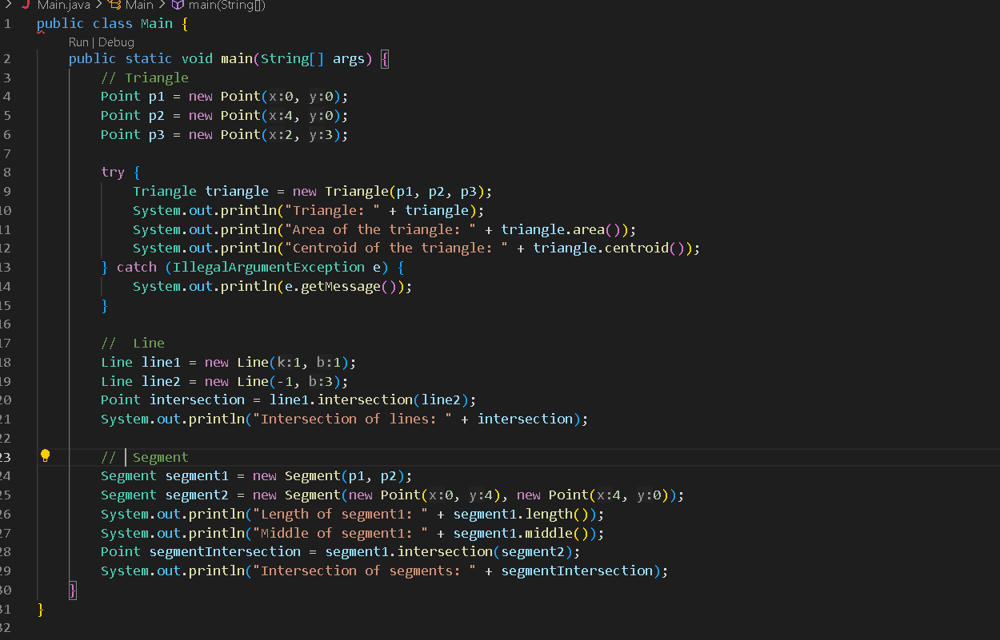 Main.java > Main > main(String[])
1 public class Main {
Run | Debug
2 public static void main(String[] args) {
3 // Triangle
4 Point p1 = new Point(x:0, y:0);
5 Point p2 = new Point(x:4, y:0);
6 Point p3 = new Point(x:2, y:3);
7
8 try {
9 Triangle triangle = new Triangle(p1, p2, p3);
10 System.out.println("Triangle: " + triangle);
11 System.out.println("Area of the triangle: " + triangle.area());
12 System.out.println("Centroid of the triangle: " + triangle.centroid());
13 } catch (IllegalArgumentException e) {
14 System.out.println(e.getMessage());
15 }
16
17 //  Line
18 Line line1 = new Line(k:1, b:1);
19 Line line2 = new Line(-1, b:3);
20 Point intersection = line1.intersection(line2);
21 System.out.println("Intersection of lines: " + intersection);
22
23 //  Segment
24 Segment segment1 = new Segment(p1, p2);
25 Segment segment2 = new Segment(new Point(x:0, y:4), new Point(x:4, y:0));
26 System.out.println("Length of segment1: " + segment1.length());
27 System.out.println("Middle of segment1: " + segment1.middle());
28 Point segmentIntersection = segment1.intersection(segment2);
29 System.out.println("Intersection of segments: " + segmentIntersection);
30 }
31 }
32